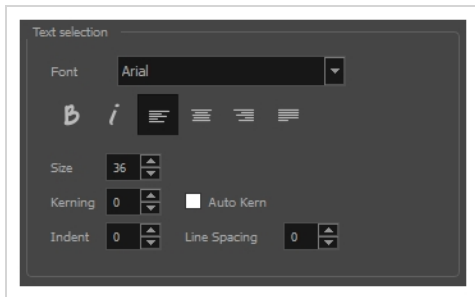 Text selection
Font Arial
B i
Size 36
Kerning 0 Auto Kern
Indent 0 Line Spacing 0